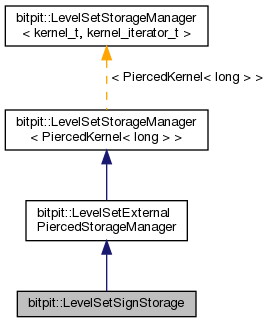 bitpit::LevelSetStorageManager
< kernel_t, kernel_iterator_t >
< PiercedKernel< long > >
bitpit::LevelSetStorageManager
< PiercedKernel< long > >
bitpit::LevelSetExternal
PiercedStorageManager
bitpit::LevelSetSignStorage